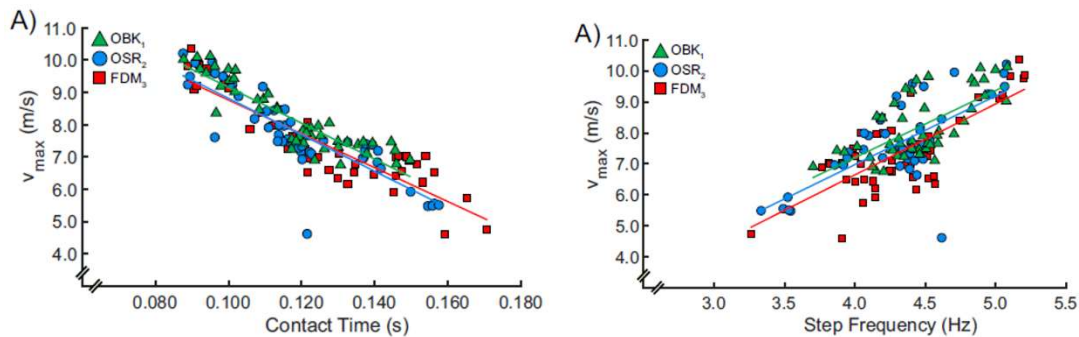 A)
v_max (m/s)
11.0
10.0
9.0
8.0
7.0
6.0
5.0
4.0
OBK₁
OSR₂
FDM₃
0.080 0.100 0.120 0.140 0.160 0.180
Contact Time (s)
A)
v_max (m/s)
11.0
10.0
9.0
8.0
7.0
6.0
5.0
4.0
OBK₁
OSR₂
FDM₃
3.0 3.5 4.0 4.5 5.0 5.5
Step Frequency (Hz)